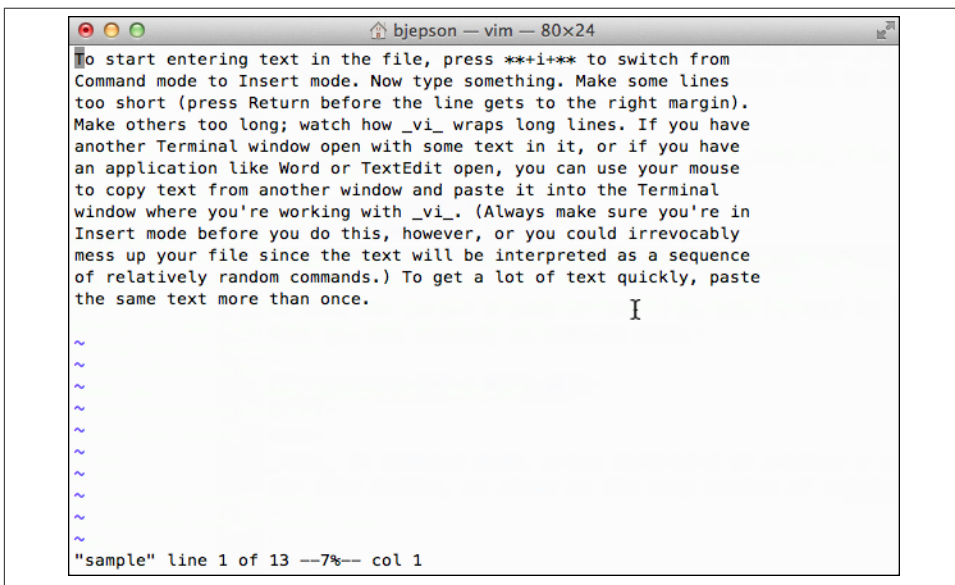 bjepson — vim — 80×24
To start entering text in the file, press **+i+** to switch from
Command mode to Insert mode. Now type something. Make some lines
too short (press Return before the line gets to the right margin).
Make others too long; watch how _vi_ wraps long lines. If you have
another Terminal window open with some text in it, or if you have
an application like Word or TextEdit open, you can use your mouse
to copy text from another window and paste it into the Terminal
window where you're working with _vi_. (Always make sure you're in
Insert mode before you do this, however, or you could irrevocably
mess up your file since the text will be interpreted as a sequence
of relatively random commands.) To get a lot of text quickly, paste
the same text more than once.
~
~
~
~
~
~
~
~
~
~
"sample" line 1 of 13 --7%-- col 1